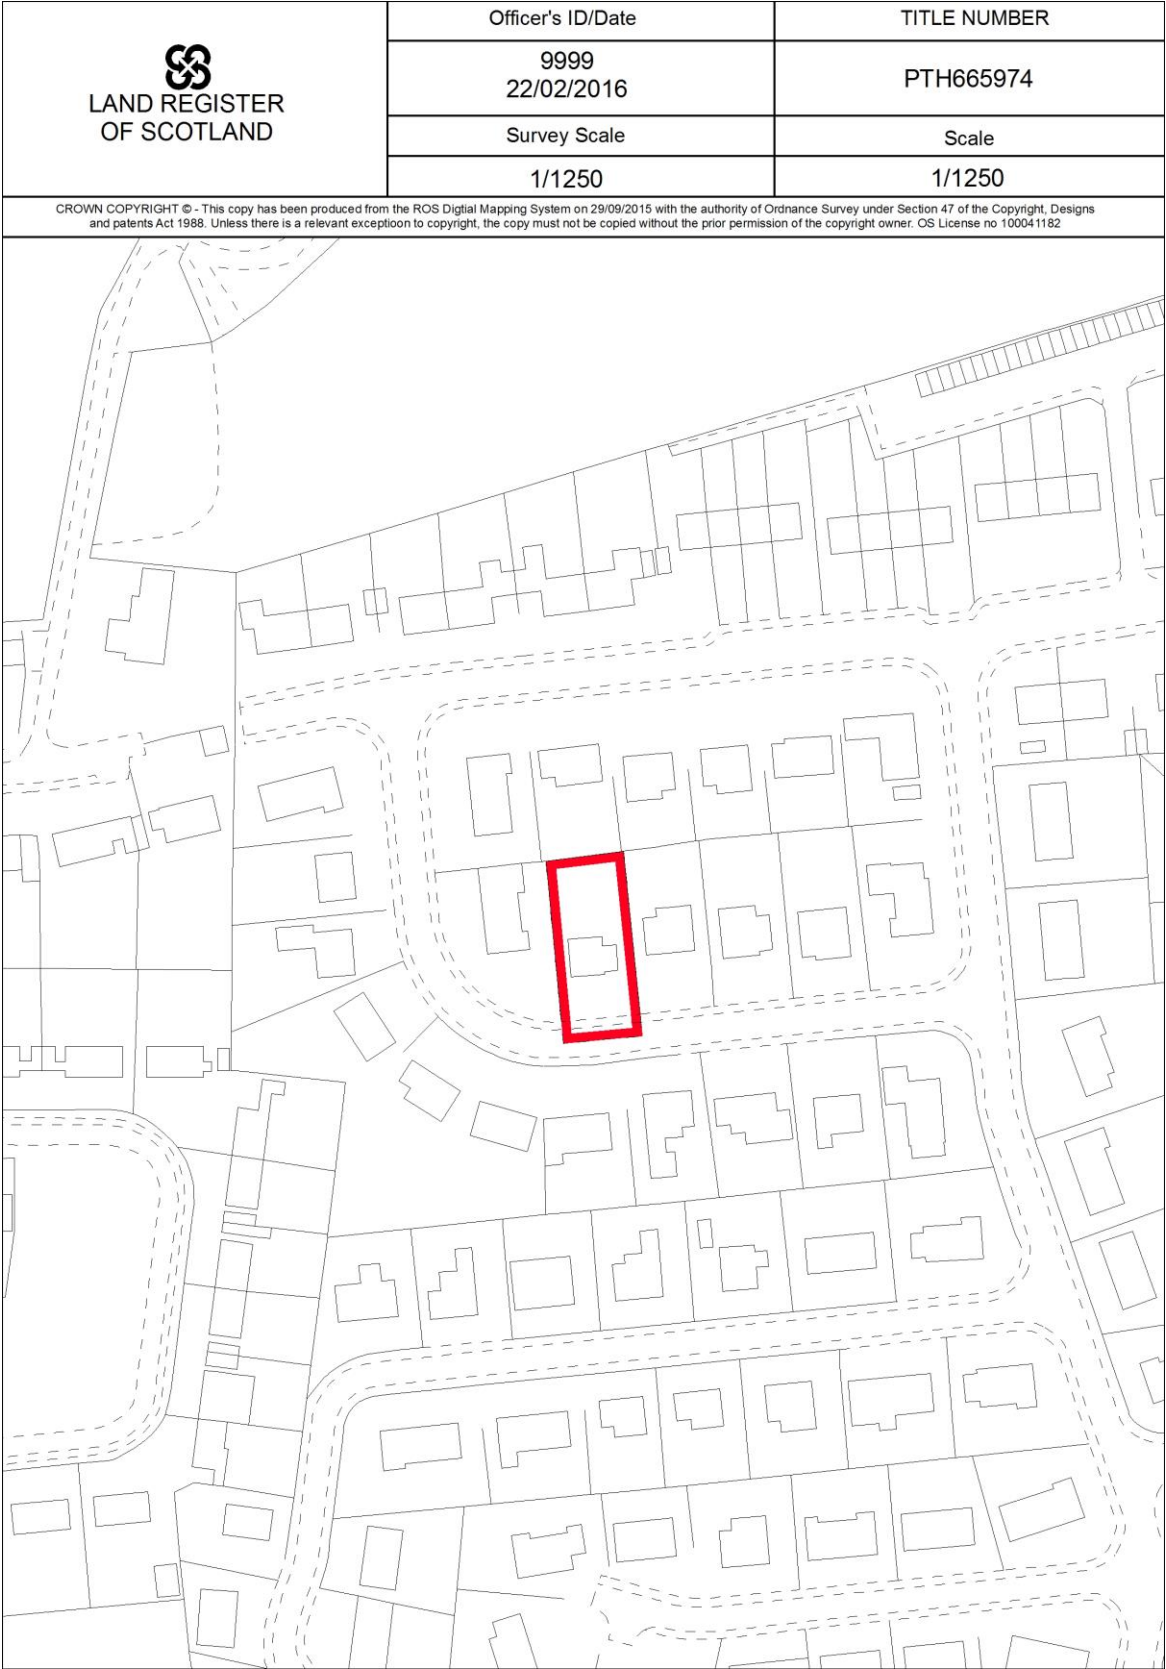 LAND REGISTER
OF SCOTLAND
Officer's ID/Date
TITLE NUMBER
9999
22/02/2016
PTH665974
Survey Scale
Scale
1/1250
1/1250
CROWN COPYRIGHT © - This copy has been produced from the ROS Digtial Mapping System on 29/09/2015 with the authority of Ordnance Survey under Section 47 of the Copyright, Designs
and patents Act 1988. Unless there is a relevant exceptioon to copyright, the copy must not be copied without the prior permission of the copyright owner. OS License no 100041182